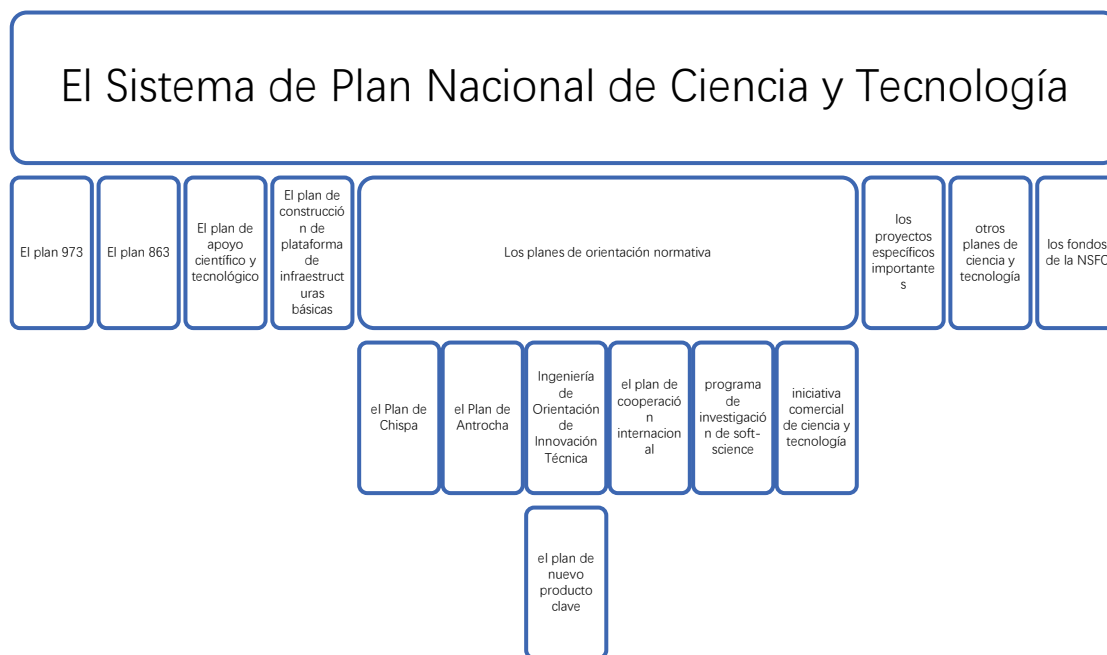 El Sistema de Plan Nacional de Ciencia y Tecnología
El plan 973
El plan 863
El plan de
apoyo
científico y
tecnológico
El plan de
construcció
n de
plataforma
de
infraestruct
uras
básicas
Los planes de orientación normativa
los
proyectos
específicos
importante
s
otros
planes de
ciencia y
tecnología
los fondos
de la NSFC
el Plan de
Chispa
el Plan de
Antrocha
Ingeniería
de
Orientación
de
Innovación
Técnica
el plan de
cooperació
n
internacion
al
programa
de
investigació
n de soft-
science
iniciativa
comercial
de ciencia y
tecnología
el plan de
nuevo
producto
clave